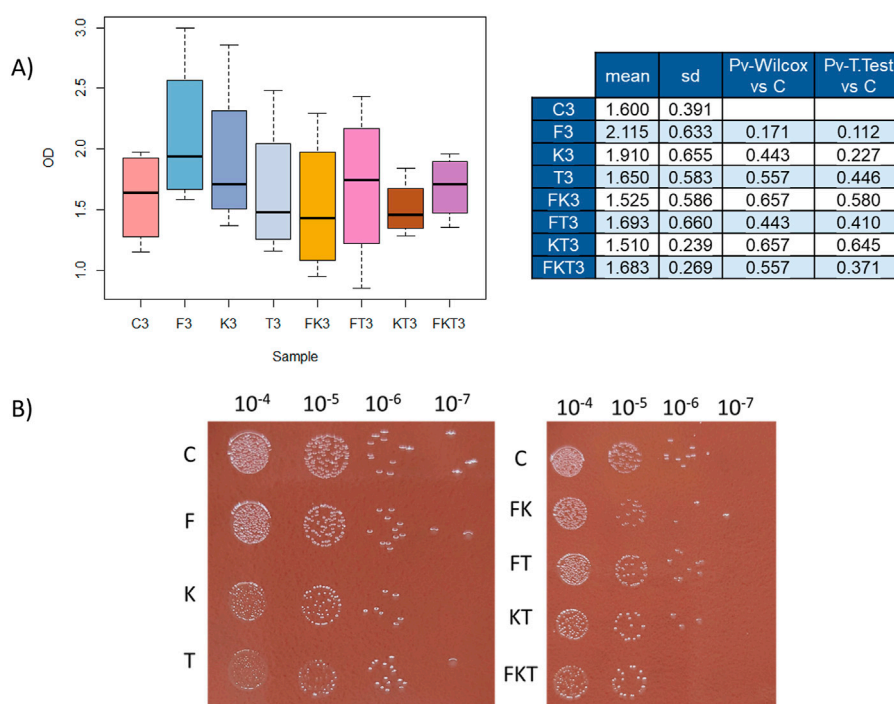 A)
3.0
2.5
2.0
1.5
1.0
OD
C3 F3 K3 T3 FK3 FT3 KT3 FKT3
Sample
mean sd Pv-Wilcox vs C Pv-T.Test vs C
C3 1.600 0.391
F3 2.115 0.633 0.171 0.112
K3 1.910 0.655 0.443 0.227
T3 1.650 0.583 0.557 0.446
FK3 1.525 0.586 0.657 0.580
FT3 1.693 0.660 0.443 0.410
KT3 1.510 0.239 0.657 0.645
FKT3 1.683 0.269 0.557 0.371
B)
10⁻⁴ 10⁻⁵ 10⁻⁶ 10⁻⁷
C
F
K
T
10⁻⁴ 10⁻⁵ 10⁻⁶ 10⁻⁷
C
FK
FT
KT
FKT